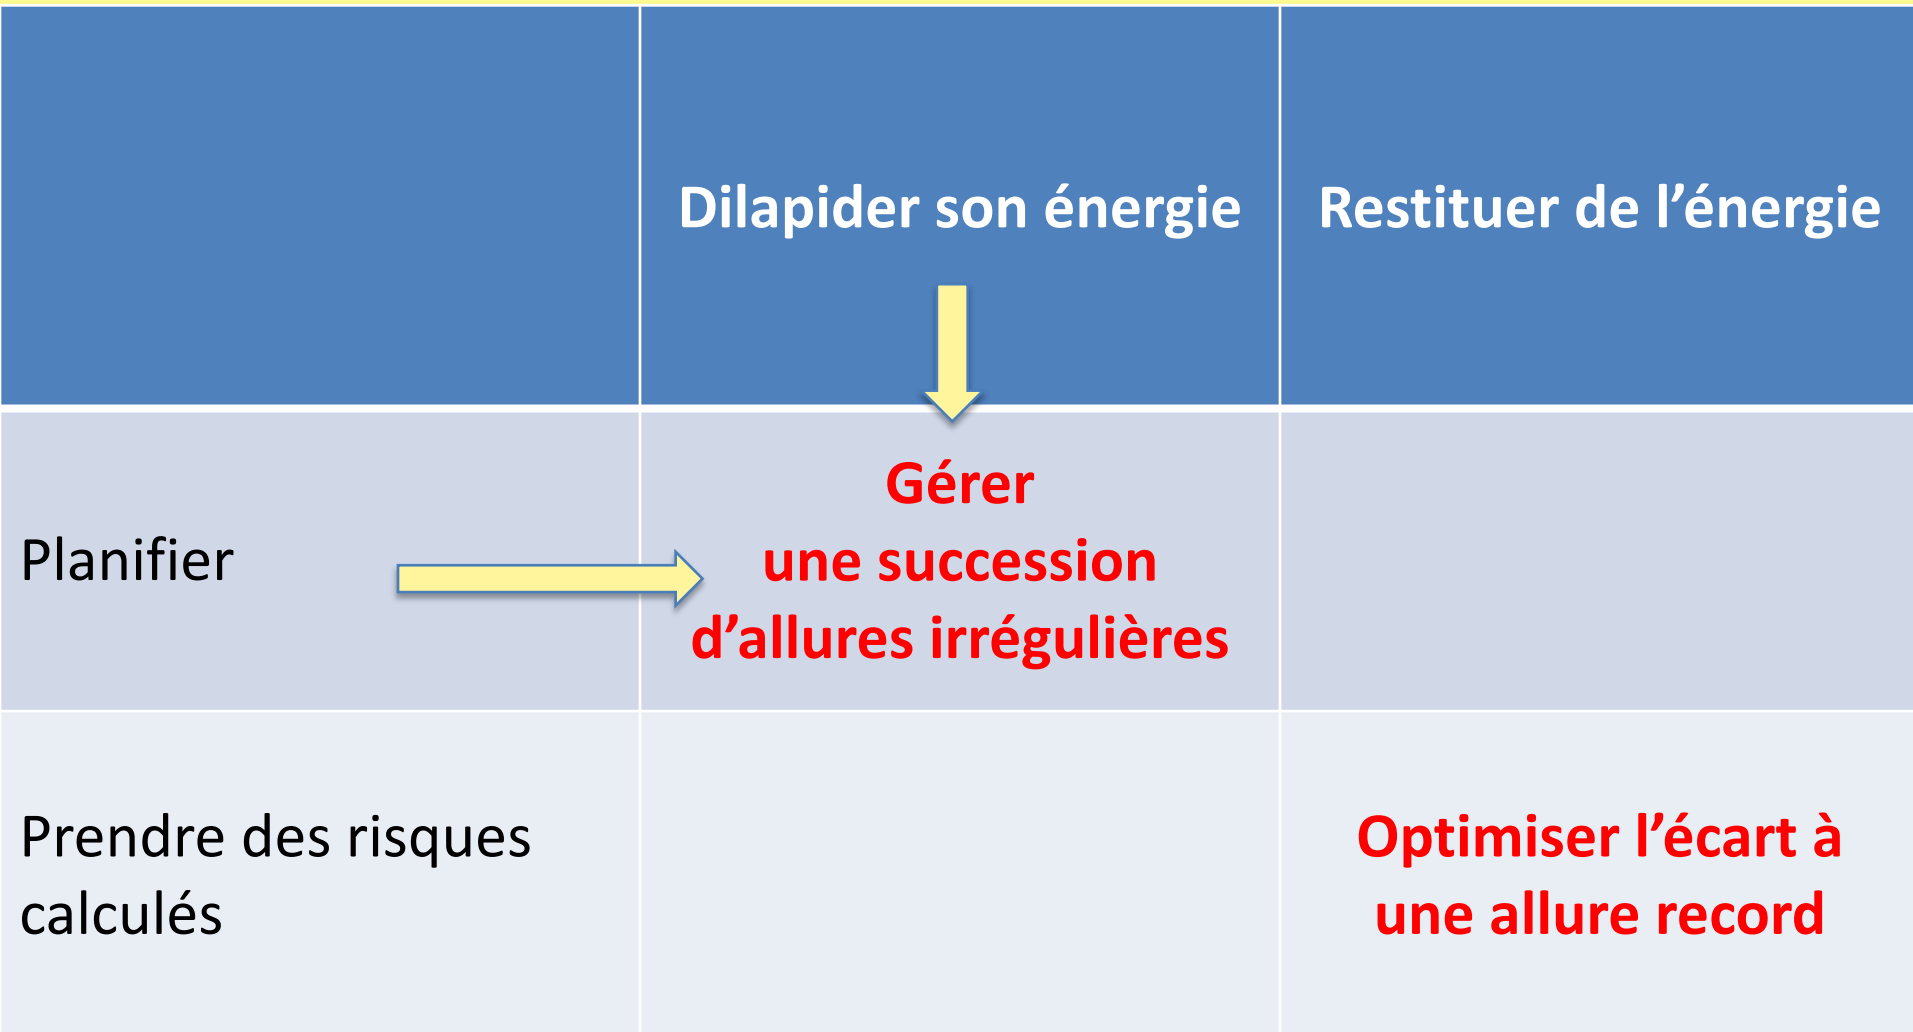 Dilapider son énergie
Restituer de l’énergie
Planifier
Gérer
une succession
d’allures irrégulières
Prendre des risques
calculés
Optimiser l’écart à
une allure record